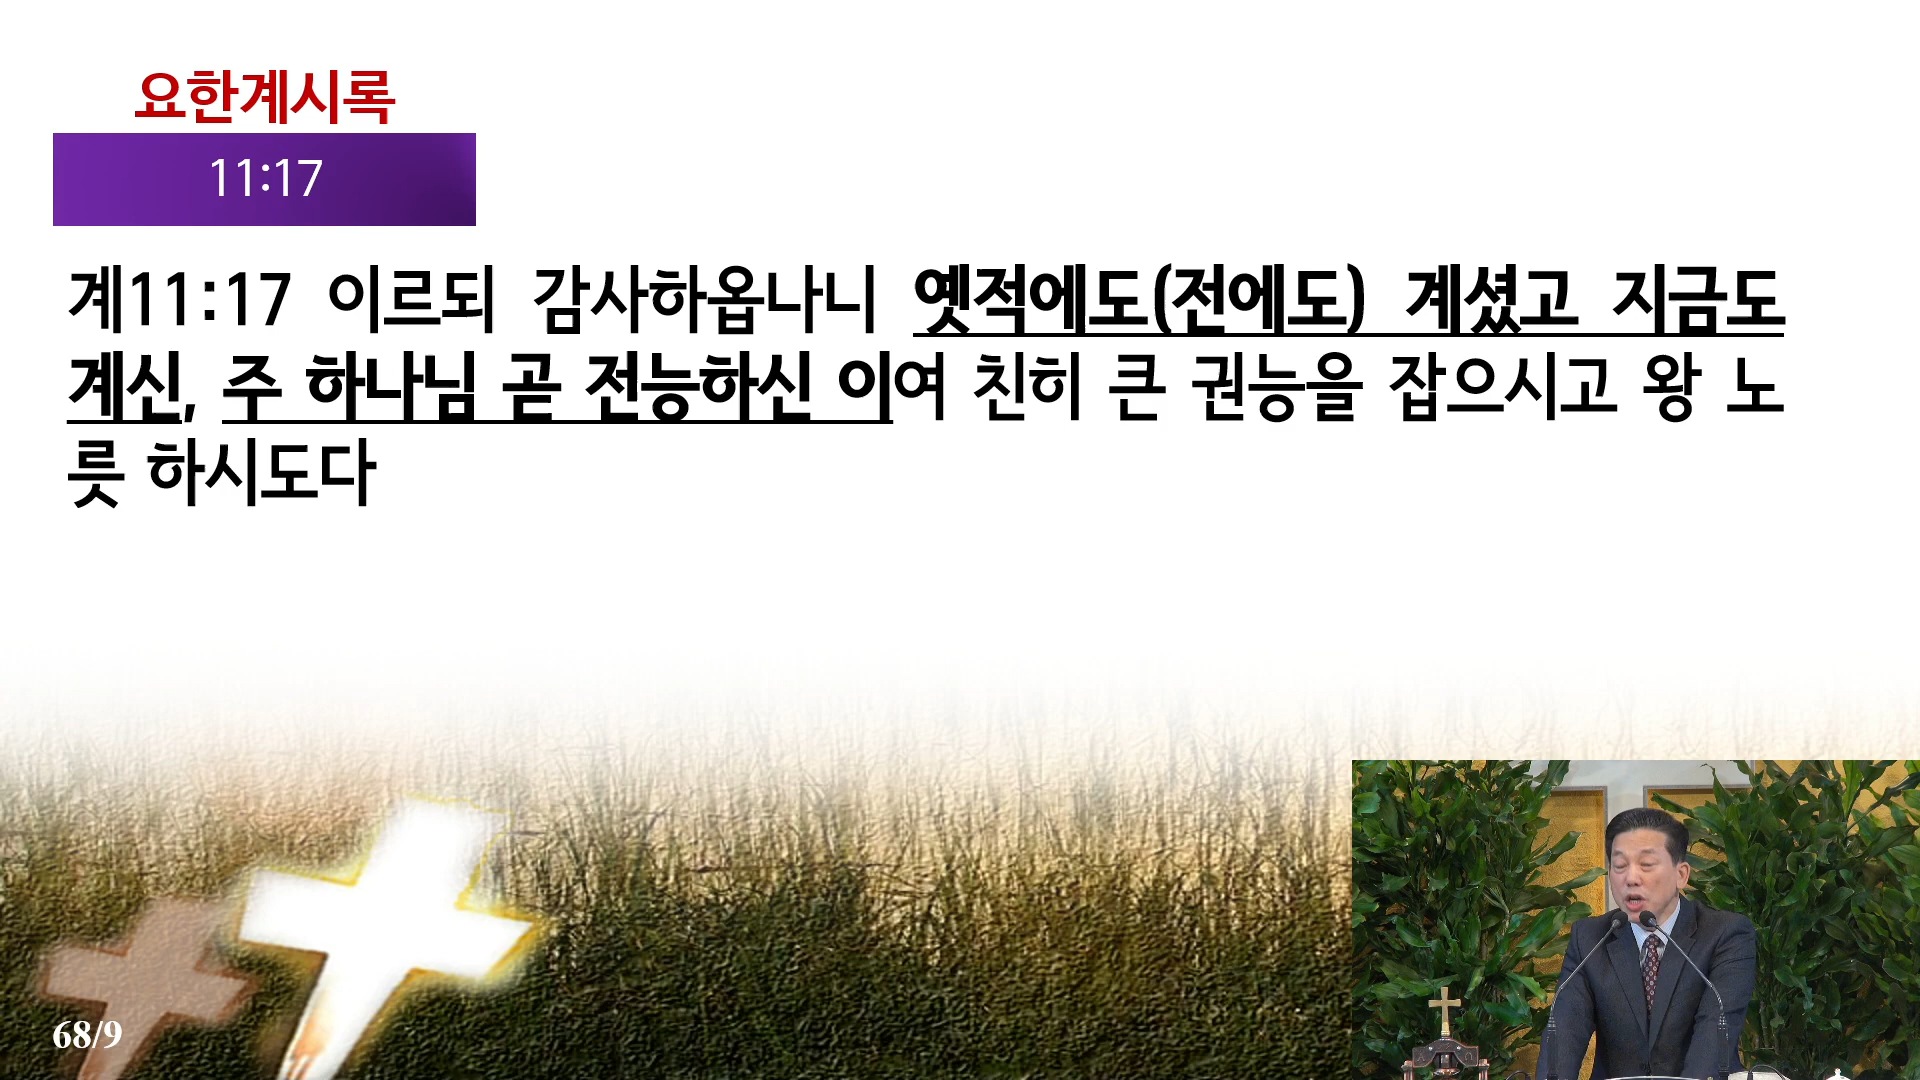 요한계시록
11:17
계11:17 이르되 감사하옵나니 옛적에도(전에도) 계셨고 지금도
계신, 주 하나님 곧 전능하신 이여 친히 큰 권능을 잡으시고 왕 노
릇 하시도다
68/9